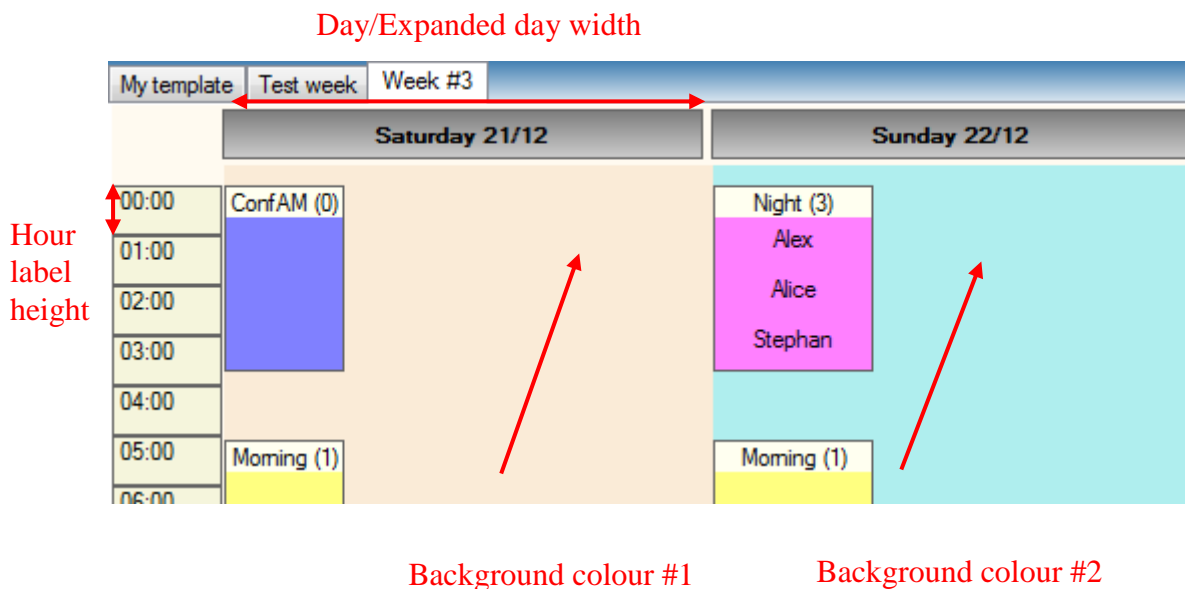 Day/Expanded day width
My template Test week Week #3
Saturday 21/12 Sunday 22/12
00:00 ConfAM (0) Night (3)
Hour
label
height
Alex
01:00
Alice
02:00
Stephan
03:00
04:00
05:00 Morning (1) Morning (1)
06:00
Background colour #1 Background colour #2